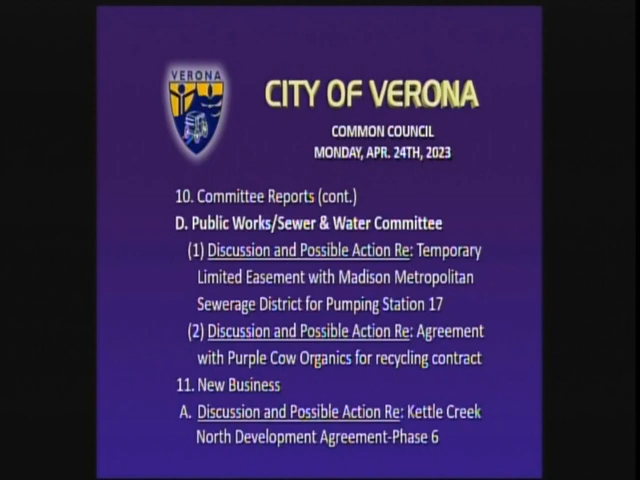 VERONA
CITY OF VERONA
COMMON COUNCIL
MONDAY, APR. 24TH, 2023
10. Committee Reports (cont.)
D. Public Works/Sewer & Water Committee
(1) Discussion and Possible Action Re: Temporary
Limited Easement with Madison Metropolitan
Sewerage District for Pumping Station 17
(2) Discussion and Possible Action Re: Agreement
with Purple Cow Organics for recycling contract
11. New Business
A. Discussion and Possible Action Re: Kettle Creek
North Development Agreement-Phase 6